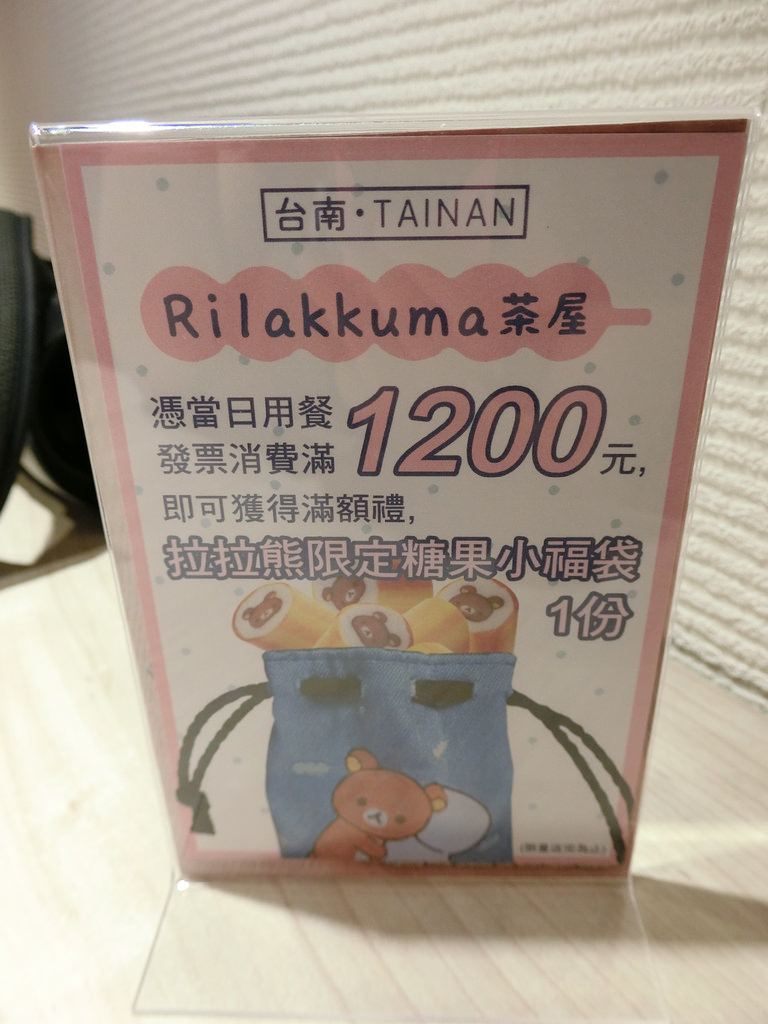 台南・TAINAN
Rilakkuma茶屋
憑當日用餐
發票消費滿1200元,
即可獲得滿額禮,
拉拉熊限定糖果小福袋
1份